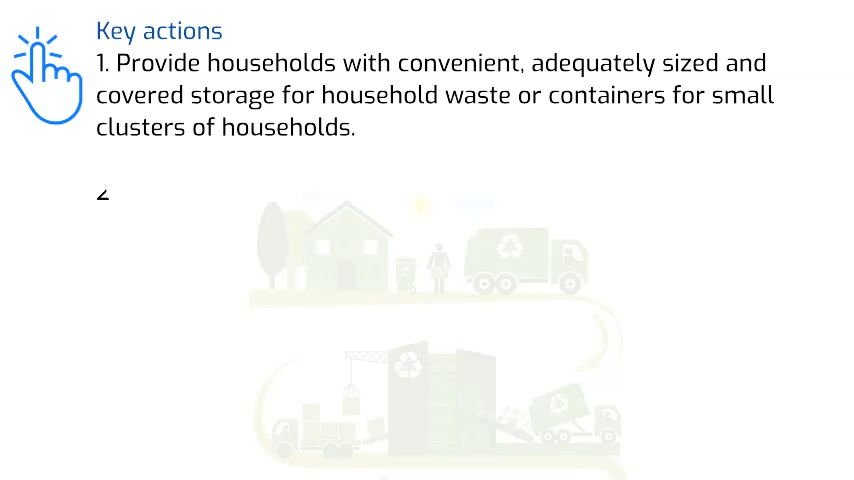 Key actions
1. Provide households with convenient, adequately sized and
covered storage for household waste or containers for small
clusters of households.